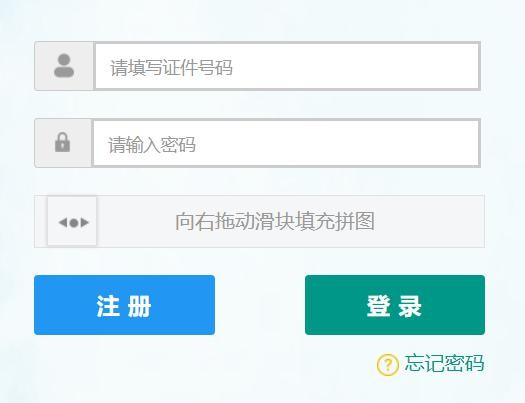 请填写证件号码
请输入密码
向右拖动滑块填充拼图
注 册
登 录
? 忘记密码